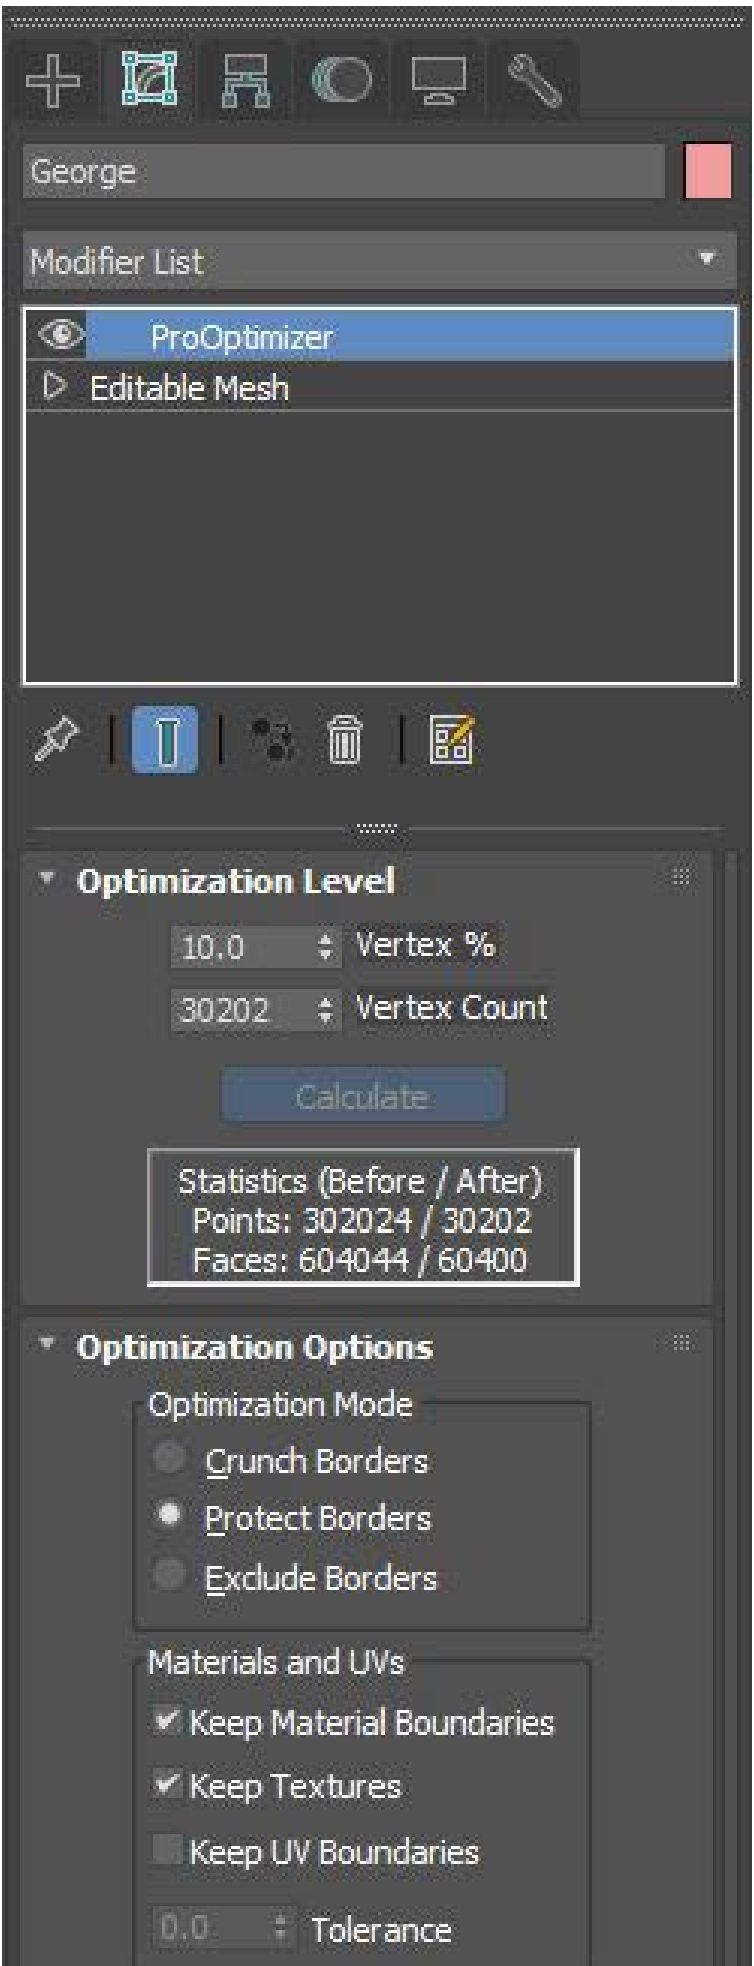 George
Modifier List
ProOptimizer
Editable Mesh
Optimization Level
10.0 Vertex %
30202 Vertex Count
Calculate
Statistics (Before / After)
Points: 302024 / 30202
Faces: 604044 / 60400
Optimization Options
Optimization Mode
Crunch Borders
Protect Borders
Exclude Borders
Materials and UVs
Keep Material Boundaries
Keep Textures
Keep UV Boundaries
0.0 Tolerance